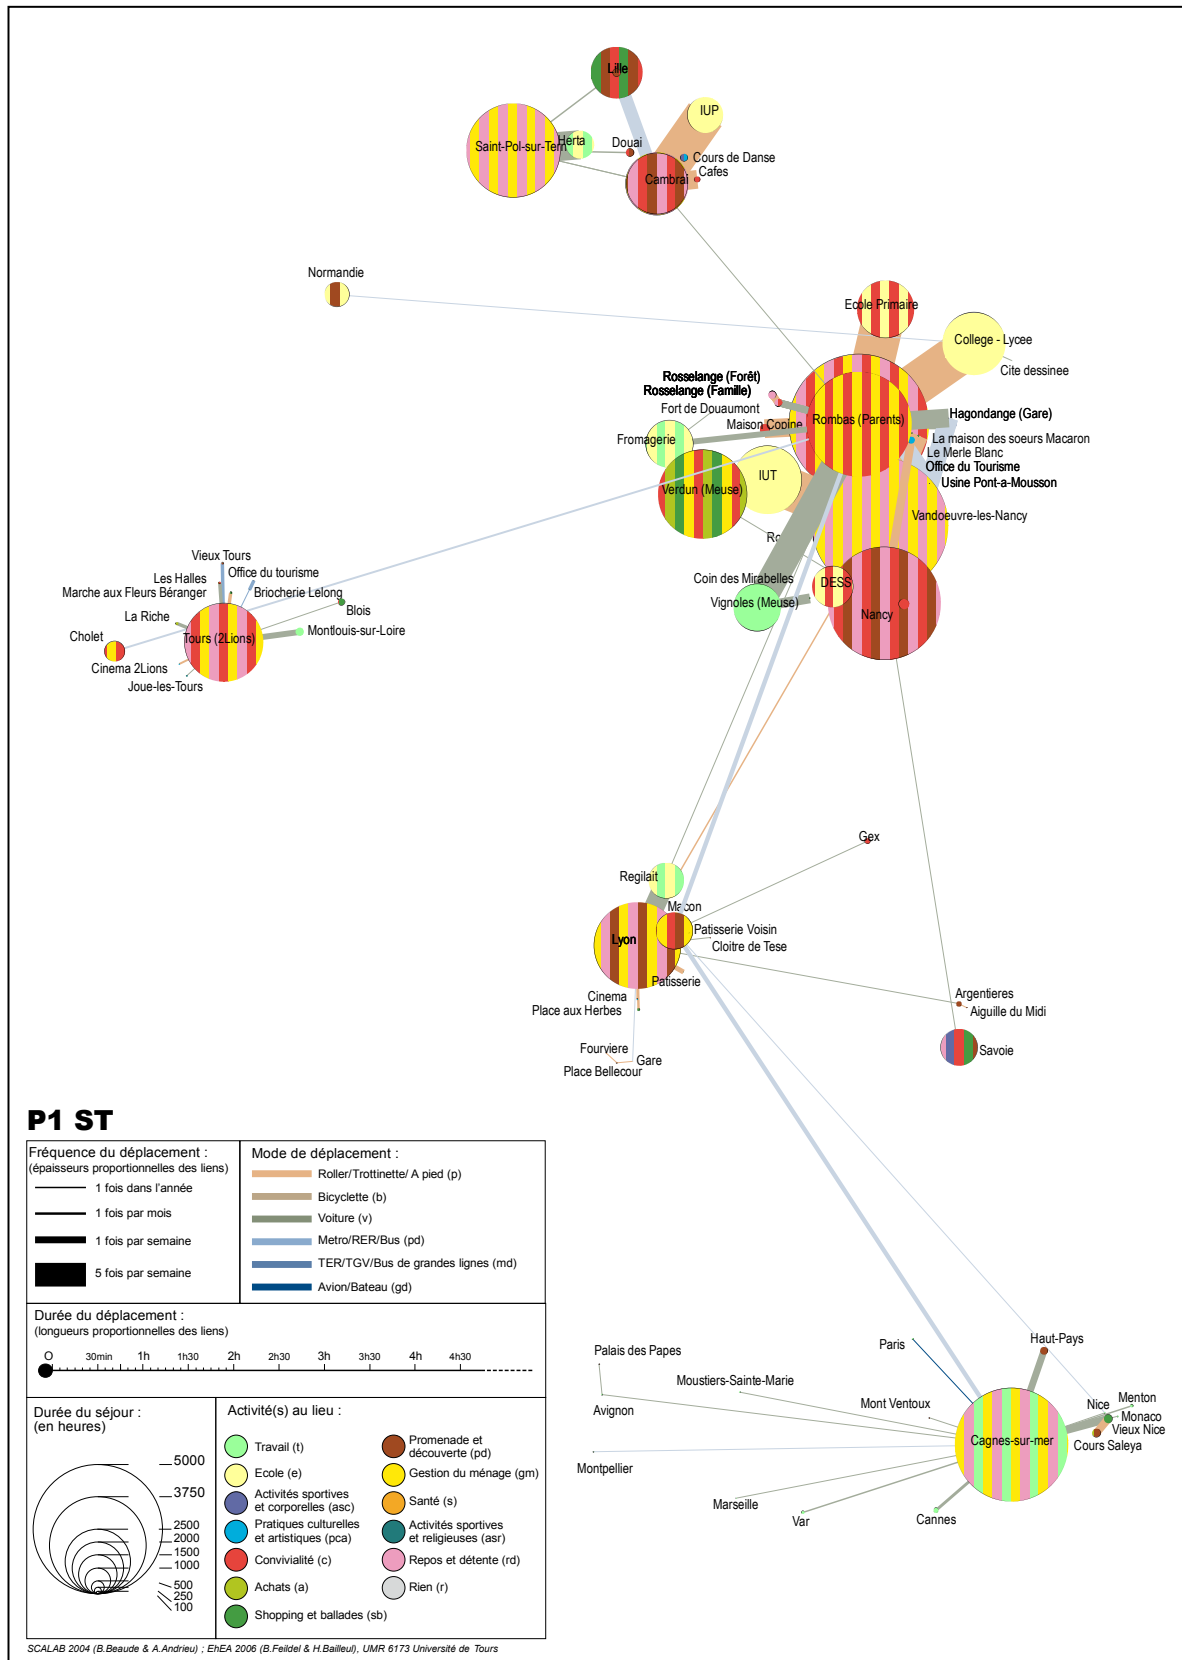 Lille
IUP
Saint-Pol-sur-Tern
Herta
Douai
Cours de Danse
Cafes
Cambrai
Normandie
Ecole Primaire
College - Lycee
Cite dessinee
Rosselange (Forêt)
Rosselange (Famille)
Fort de Douaumont
Maison Copine
Rombas (Parents)
Hagondange (Gare)
Fromagerie
La maison des soeurs Macaron
Le Merle Blanc
Office du Tourisme
IUT
Usine Pont-a-Mousson
Verdun (Meuse)
Vandoeuvre-les-Nancy
Coin des Mirabelles
DESS
Vignoles (Meuse)
Nancy
Vieux Tours
Les Halles
Office du tourisme
Marche aux Fleurs Béranger
Briocherie Lelong
Blois
La Riche
Montlouis-sur-Loire
Cholet
Tours (2Lions)
Cinema 2Lions
Joue-les-Tours
Gex
Regilait
Macon
Patisserie Voisin
Lyon
Cloitre de Tese
Patisserie
Cinema
Place aux Herbes
Argentieres
Aiguille du Midi
Fourviere
Gare
Place Bellecour
Savoie
P1 ST
Fréquence du déplacement :
(épaisseurs proportionnelles des liens)
1 fois dans l'année
1 fois par mois
1 fois par semaine
5 fois par semaine
Mode de déplacement :
Roller/Trottinette/ A pied (p)
Bicyclette (b)
Voiture (v)
Metro/RER/Bus (pd)
TER/TGV/Bus de grandes lignes (md)
Avion/Bateau (gd)
Durée du déplacement :
(longueurs proportionnelles des liens)
O 30min 1h 1h30 2h 2h30 3h 3h30 4h 4h30
Durée du séjour :
(en heures)
5000
3750
2500
2000
1500
1000
500
250
100
Activité(s) au lieu :
Travail (t)
Ecole (e)
Activités sportives
et corporelles (asc)
Pratiques culturelles
et artistiques (pca)
Convivialité (c)
Achats (a)
Shopping et ballades (sb)
Promenade et
découverte (pd)
Gestion du ménage (gm)
Santé (s)
Activités sportives
et religieuses (asr)
Repos et détente (rd)
Rien (r)
Paris
Haut-Pays
Palais des Papes
Moustiers-Sainte-Marie
Avignon
Mont Ventoux
Nice
Menton
Monaco
Vieux Nice
Cours Saleya
Cagnes-sur-mer
Montpellier
Marseille
Var
Cannes
SCALAB 2004 (B.Beaude & A.Andrieu) ; EhEA 2006 (B.Feildel & H.Bailleul), UMR 6173 Université de Tours